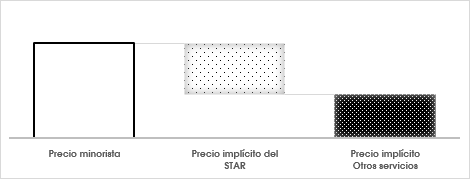 Precio minorista
Precio implícito del
STAR
Precio implícito
Otros servicios